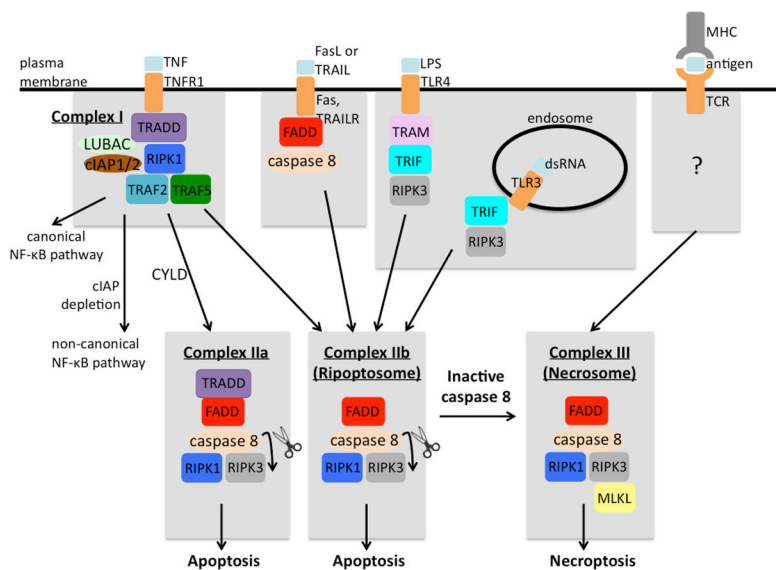 MHC
plasma
membrane
TNF
TNFR1
FasL or
TRAIL
Fas,
TRAILR
LPS
TLR4
antigen
TCR
Complex I
TRADD
LUBAC
cIAP1/2
RIPK1
TRAF2
TRAF5
FADD
caspase 8
TRAM
TRIF
RIPK3
endosome
dsRNA
TLR3
TRIF
RIPK3
?
canonical
NF-κB pathway
cIAP
depletion
CYLD
non-canonical
NF-κB pathway
Complex IIa
TRADD
FADD
caspase 8
RIPK1
RIPK3
Apoptosis
Complex IIb
(Ripoptosome)
FADD
caspase 8
RIPK1
RIPK3
Apoptosis
Inactive
caspase 8
Complex III
(Necrosome)
FADD
caspase 8
RIPK1
RIPK3
MLKL
Necroptosis